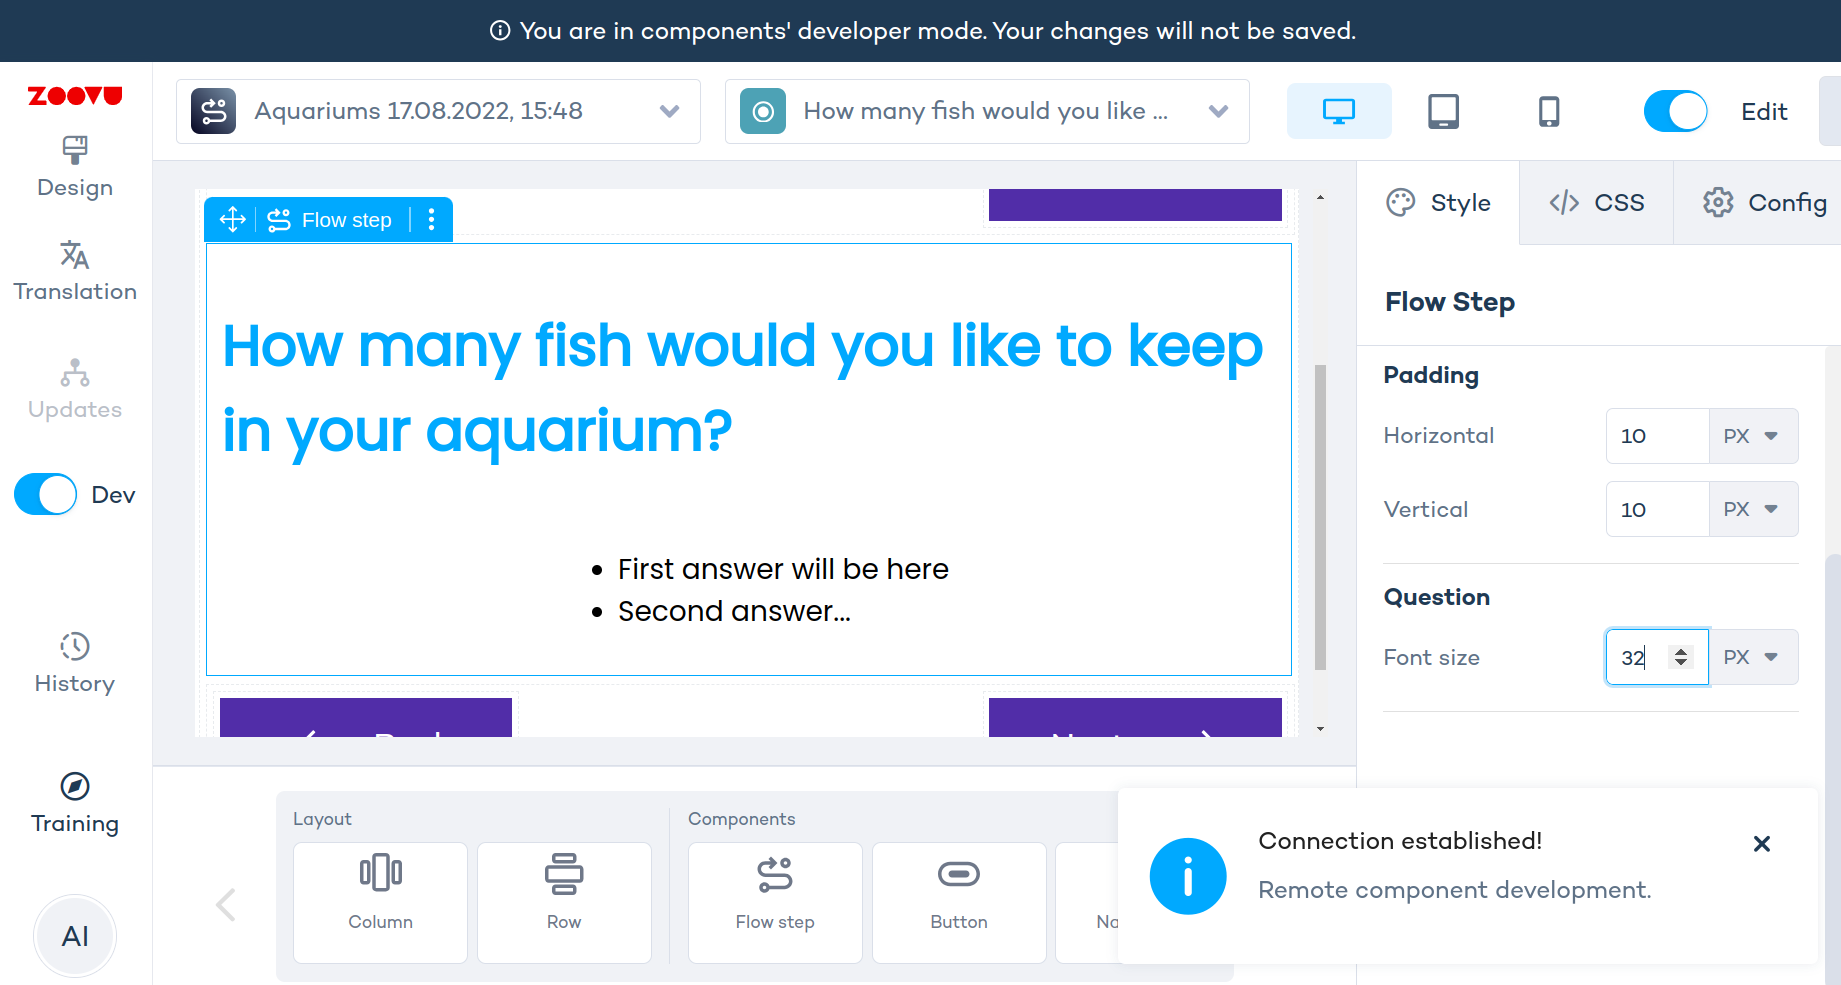 You are in components' developer mode. Your changes will not be saved.
ZOOVU
Aquariums 17.08.2022, 15:48
How many fish would you like ...
Edit
Design
Translation
Updates
Dev
History
Training
AI
Flow step
How many fish would you like to keep
in your aquarium?
First answer will be here
Second answer...
Back
Next
Style
CSS
Config
Flow Step
Padding
Horizontal
10
PX
Vertical
10
PX
Question
Font size
32
PX
Layout
Column
Row
Components
Flow step
Button
Na
Connection established!
Remote component development.